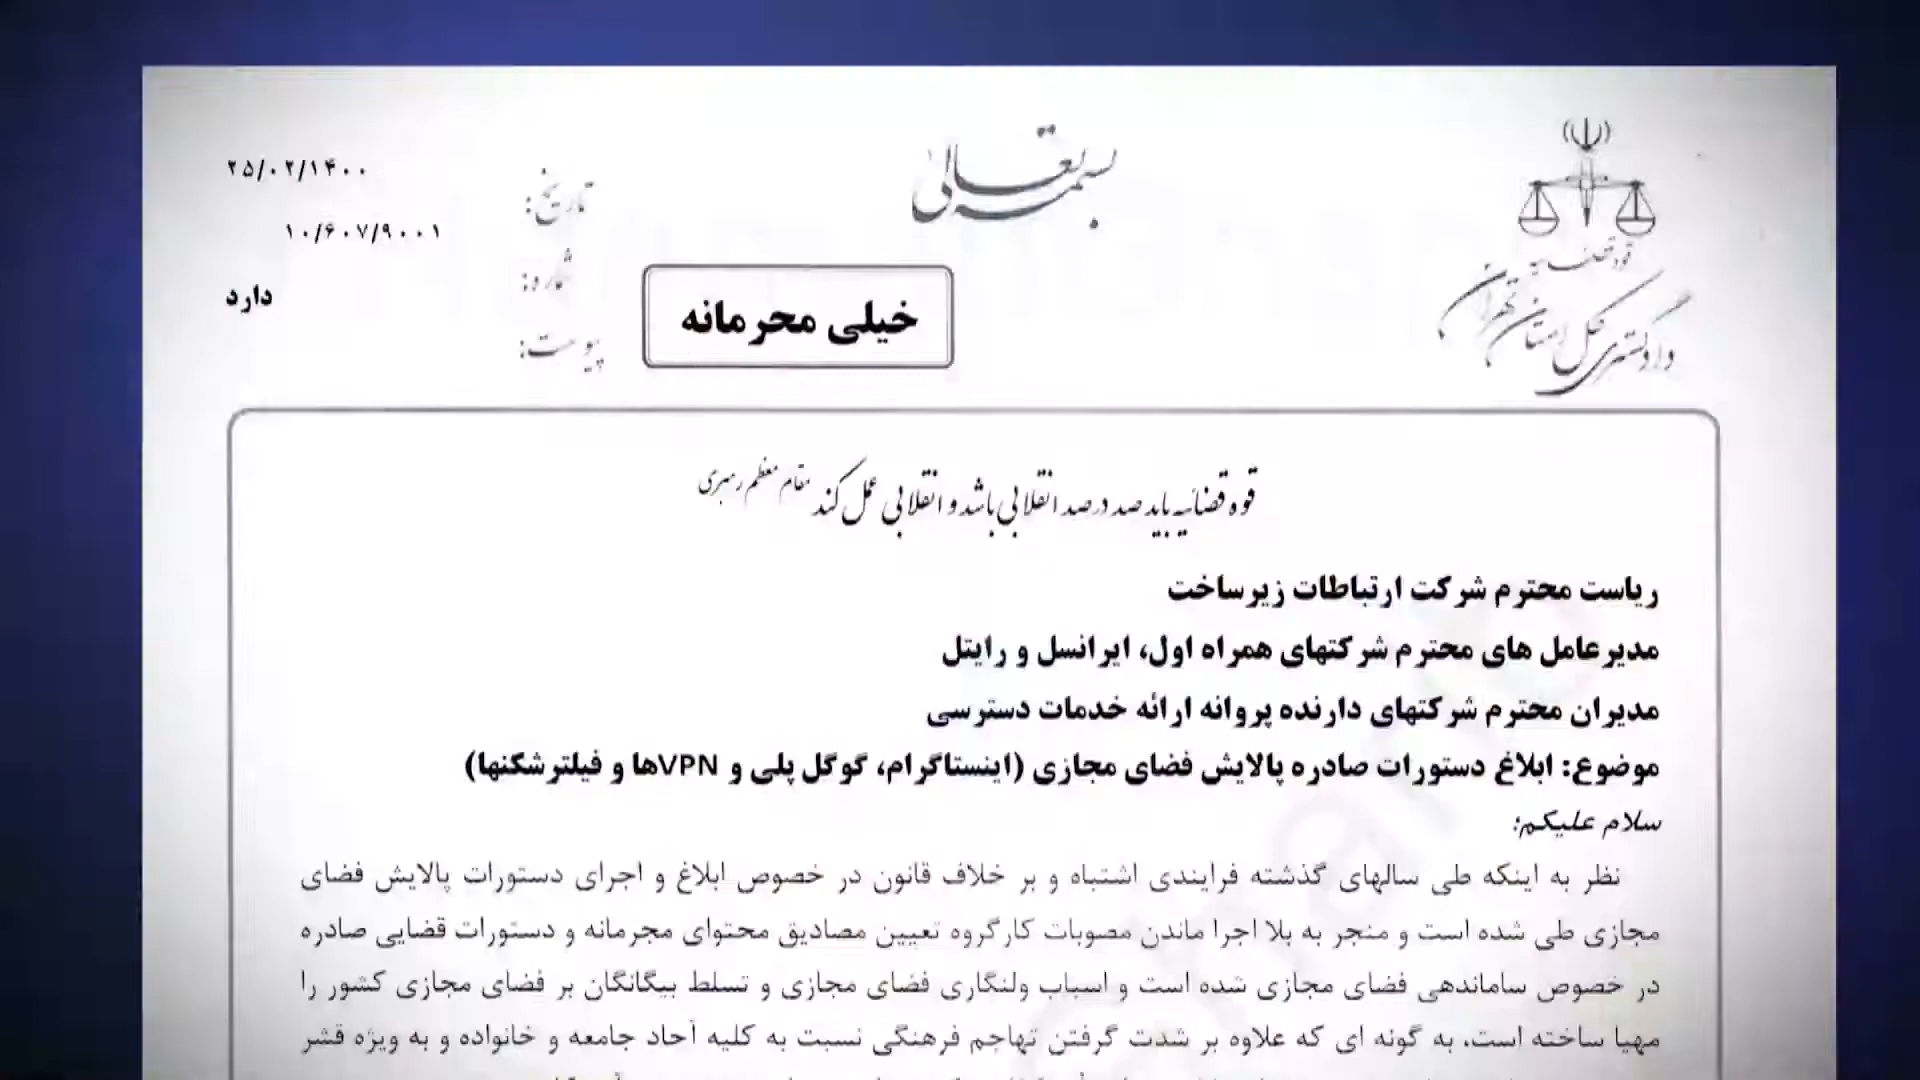 بسمه تعالی
قوه قضائیه
دادگستری کل استان تهران
تاریخ: ۲۵/۰۲/۱۴۰۰
شماره: ۱۰/۶۰۷/۹۰۰۱
پیوست: دارد
خیلی محرمانه
قوه قضائیه باید صد درصد انقلابی باشد و انقلابی عمل کند مقام معظم رهبری
ریاست محترم شرکت ارتباطات زیرساخت
مدیرعامل های محترم شرکتهای همراه اول، ایرانسل و رایتل
مدیران محترم شرکتهای دارنده پروانه ارائه خدمات دسترسی
موضوع: ابلاغ دستورات صادره پالایش فضای مجازی (اینستاگرام، گوگل پلی و VPNها و فیلترشکنها)
سلام علیکم؛
نظر به اینکه طی سالهای گذشته فرایندی اشتباه و بر خلاف قانون در خصوص ابلاغ و اجرای دستورات پالایش فضای
مجازی طی شده است و منجر به بلا اجرا ماندن مصوبات کارگروه تعیین مصادیق محتوای مجرمانه و دستورات قضایی صادره
در خصوص ساماندهی فضای مجازی شده است و اسباب ولنگاری فضای مجازی و تسلط بیگانگان بر فضای مجازی کشور را
مهیا ساخته است، به گونه ای که علاوه بر شدت گرفتن تهاجم فرهنگی نسبت به کلیه آحاد جامعه و خانواده و به ویژه قشر